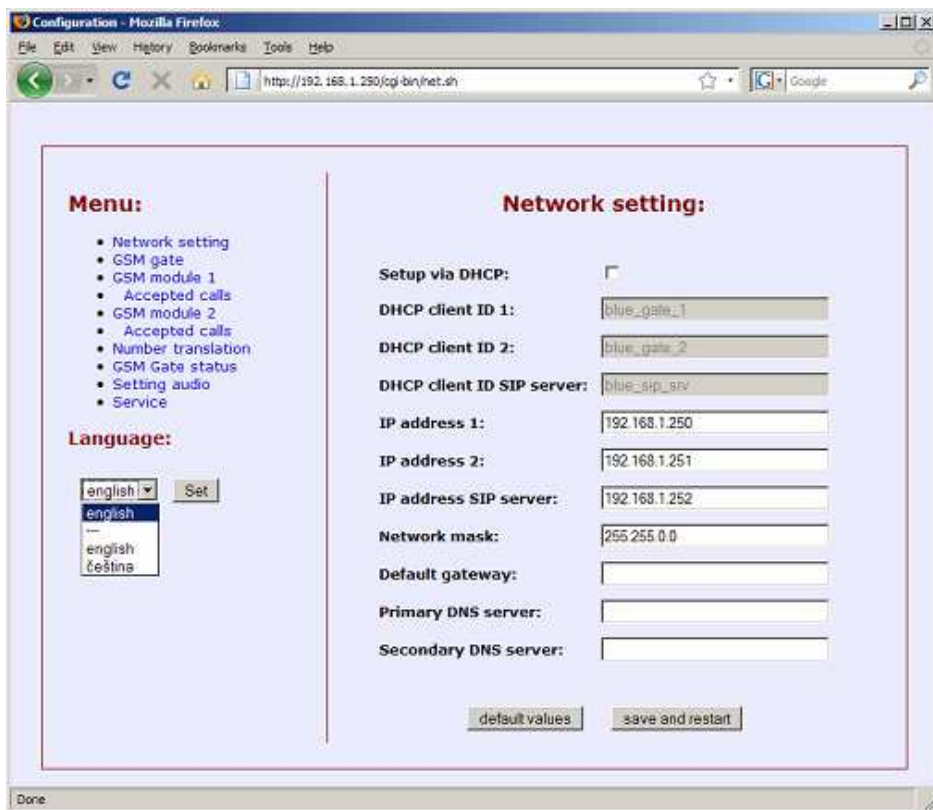 Configuration - Mozilla Firefox
File Edit View History Bookmarks Tools Help
http://192.168.1.250/cgi-bin/net.sh
Google
Menu:
Network setting
GSM gate
GSM module 1
Accepted calls
GSM module 2
Accepted calls
Number translation
GSM Gate status
Setting audio
Service
Language:
english Set
english
---
english
čeština
Network setting:
Setup via DHCP:
DHCP client ID 1: blue_gate_1
DHCP client ID 2: blue_gate_2
DHCP client ID SIP server: blue_sip_srv
IP address 1: 192.168.1.250
IP address 2: 192.168.1.251
IP address SIP server: 192.168.1.252
Network mask: 255.255.0.0
Default gateway:
Primary DNS server:
Secondary DNS server:
default values save and restart
Done